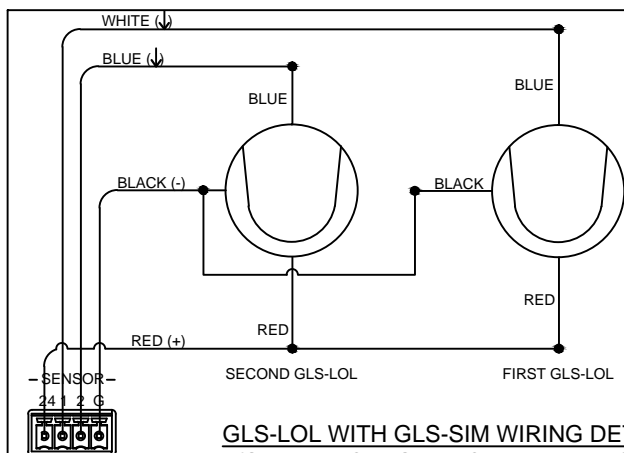 WHITE (↓)
BLUE (↓)
BLUE
BLUE
BLACK (-)
BLACK
RED
RED
RED (+)
SECOND GLS-LOL
FIRST GLS-LOL
SENSOR
24 1 2 G
GLS-LOL WITH GLS-SIM WIRING DET